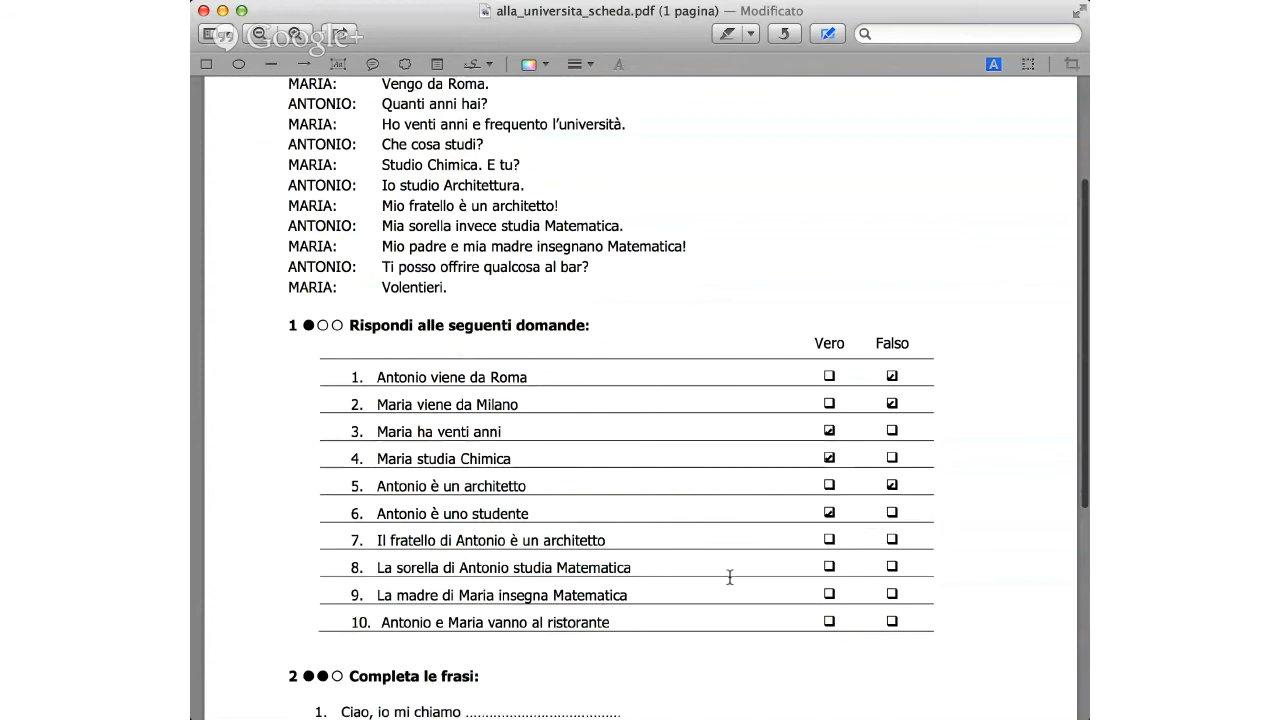 alla_universita_scheda.pdf (1 pagina) — Modificato
Google+
MARIA: Vengo da Roma.
ANTONIO: Quanti anni hai?
MARIA: Ho venti anni e frequento l'università.
ANTONIO: Che cosa studi?
MARIA: Studio Chimica. E tu?
ANTONIO: Io studio Architettura.
MARIA: Mio fratello è un architetto!
ANTONIO: Mia sorella invece studia Matematica.
MARIA: Mio padre e mia madre insegnano Matematica!
ANTONIO: Ti posso offrire qualcosa al bar?
MARIA: Volentieri.
1 ●○○ Rispondi alle seguenti domande:
Vero Falso
1. Antonio viene da Roma
2. Maria viene da Milano
3. Maria ha venti anni
4. Maria studia Chimica
5. Antonio è un architetto
6. Antonio è uno studente
7. Il fratello di Antonio è un architetto
8. La sorella di Antonio studia Matematica
9. La madre di Maria insegna Matematica
10. Antonio e Maria vanno al ristorante
2 ●●○ Completa le frasi:
1. Ciao, io mi chiamo ........................................